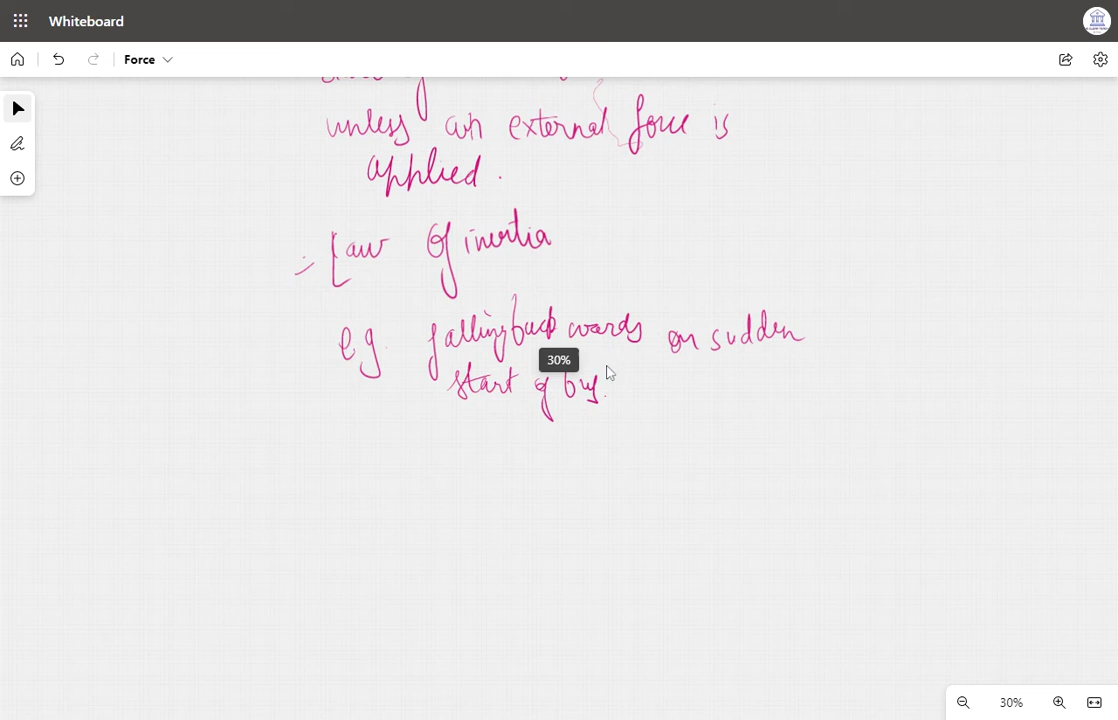 Whiteboard
Force
unless an external force is
applied.
Law of inertia
e.g. falling backwards on sudden
30%
start of bus.
30%